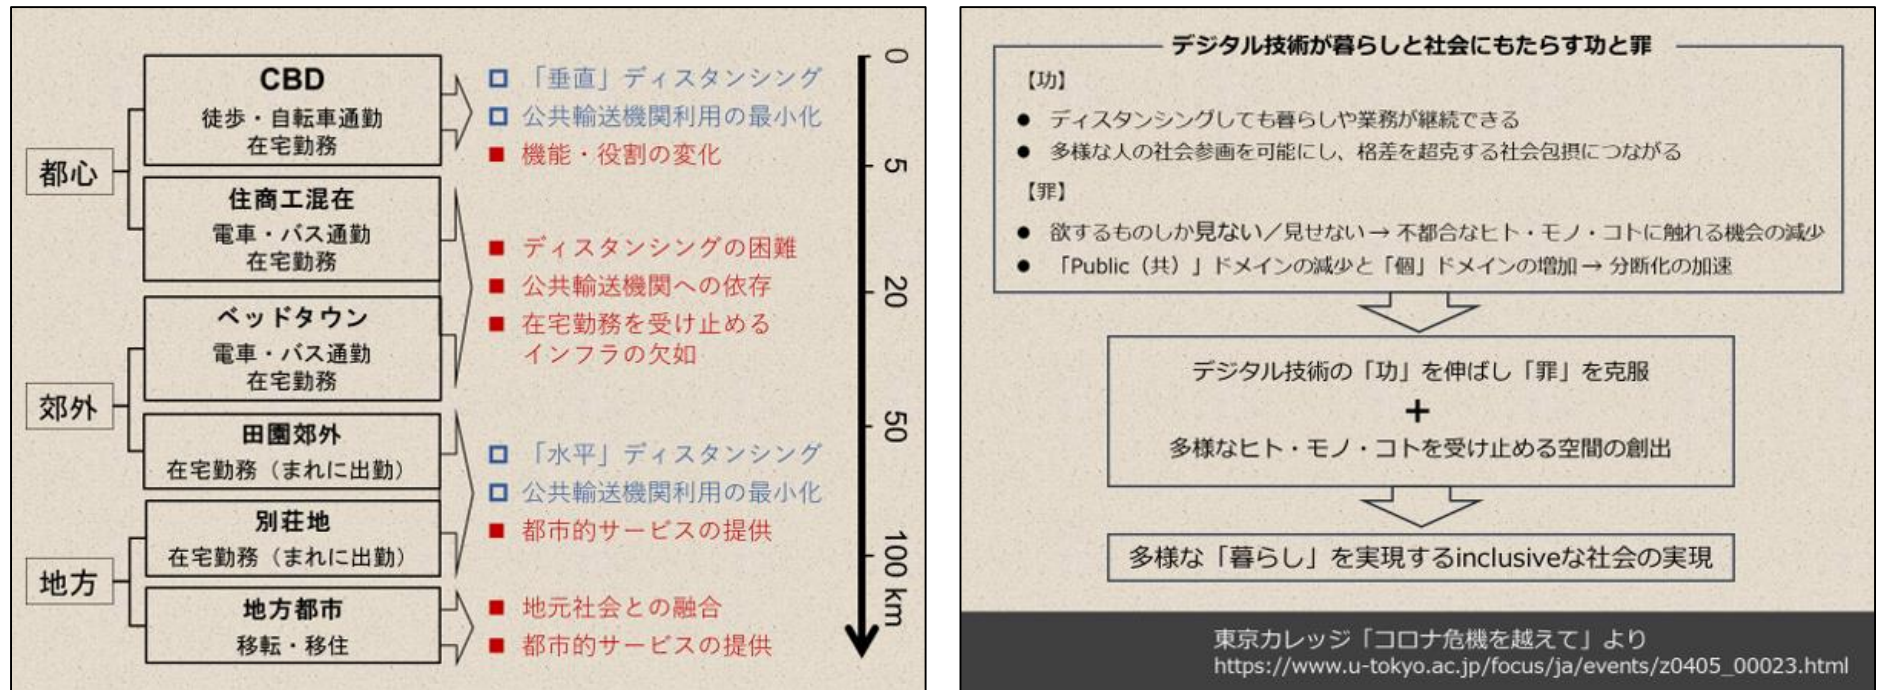 都心
CBD
徒歩・自転車通勤
在宅勤務
「垂直」ディスタンシング
公共輸送機関利用の最小化
機能・役割の変化
住商工混在
電車・バス通勤
在宅勤務
ディスタンシングの困難
公共輸送機関への依存
在宅勤務を受け止める
インフラの欠如
郊外
ベッドタウン
電車・バス通勤
在宅勤務
田園郊外
在宅勤務（まれに出勤）
「水平」ディスタンシング
公共輸送機関利用の最小化
都市的サービスの提供
地方
別荘地
在宅勤務（まれに出勤）
地方都市
移転・移住
地元社会との融合
都市的サービスの提供
0
5
20
50
100 km
デジタル技術が暮らしと社会にもたらす功と罪
【功】
● ディスタンシングしても暮らしや業務が継続できる
● 多様な人の社会参画を可能にし、格差を超克する社会包摂につながる
【罪】
● 欲するものしか見ない／見せない→ 不都合なヒト・モノ・コトに触れる機会の減少
● 「Public（共）」ドメインの減少と「個」ドメインの増加→ 分断化の加速
デジタル技術の「功」を伸ばし「罪」を克服
+
多様なヒト・モノ・コトを受け止める空間の創出
多様な「暮らし」を実現するinclusiveな社会の実現
東京カレッジ「コロナ危機を越えて」より
https://www.u-tokyo.ac.jp/focus/ja/events/z0405_00023.html